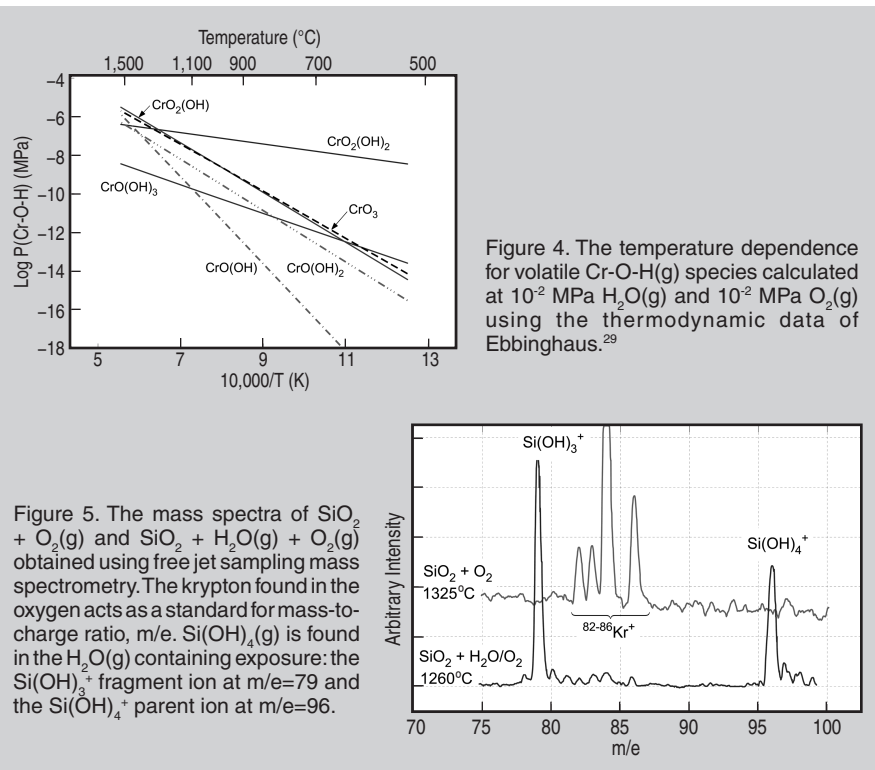 Temperature (°C)
1,500 1,100 900 700 500
–4
–6
–8
–10
–12
–14
–16
–18
Log P(Cr-O-H) (MPa)
CrO₂(OH)
CrO₂(OH)₂
CrO(OH)₃
CrO₃
CrO(OH)
CrO(OH)₂
5 7 9 11 13
10,000/T (K)
Figure 4. The temperature dependence
for volatile Cr-O-H(g) species calculated
at 10⁻² MPa H₂O(g) and 10⁻² MPa O₂(g)
using the thermodynamic data of
Ebbinghaus.²⁹
Figure 5. The mass spectra of SiO₂
+ O₂(g) and SiO₂ + H₂O(g) + O₂(g)
obtained using free jet sampling mass
spectrometry. The krypton found in the
oxygen acts as a standard for mass-to-
charge ratio, m/e. Si(OH)₄(g) is found
in the H₂O(g) containing exposure: the
Si(OH)₃⁺ fragment ion at m/e=79 and
the Si(OH)₄⁺ parent ion at m/e=96.
Arbitrary Intensity
Si(OH)₃⁺
Si(OH)₄⁺
SiO₂ + O₂
1325°C
⁸²⁻⁸⁶Kr⁺
SiO₂ + H₂O/O₂
1260°C
70 75 80 85 90 95 100
m/e